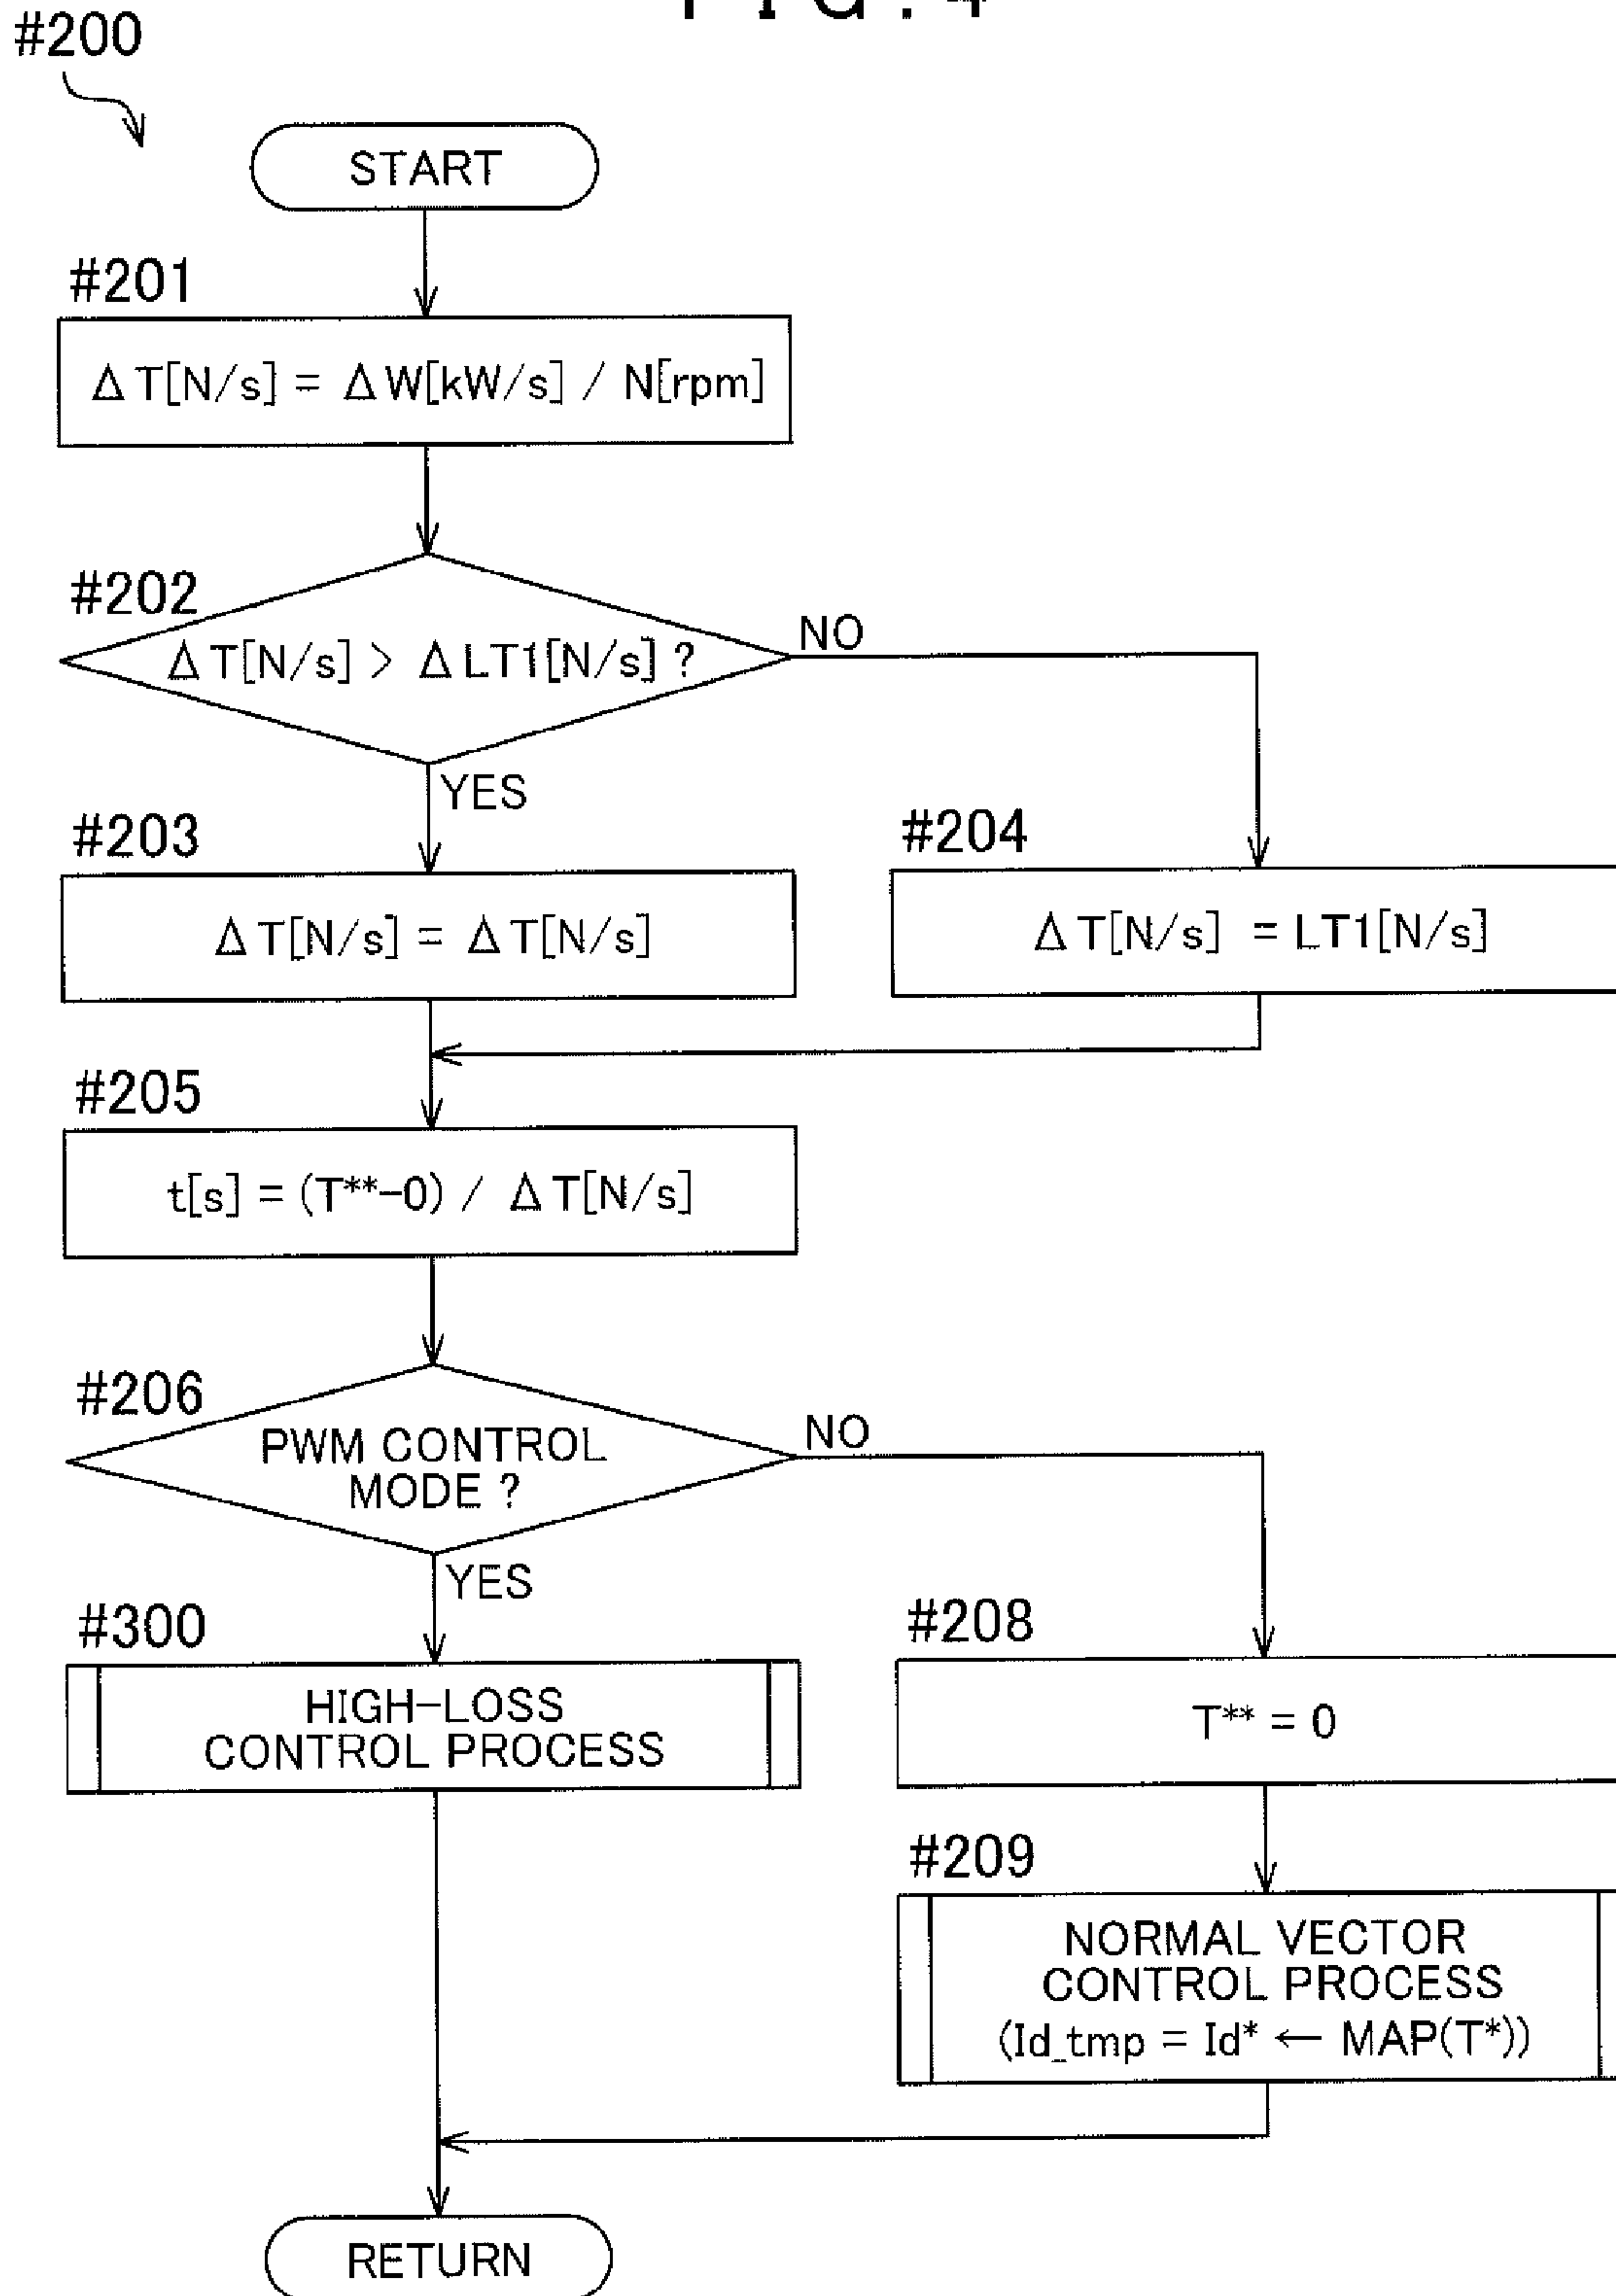 FIG.4
#200
START
#201
ΔT[N/s] = ΔW[kW/s] / N[rpm]
#202
ΔT[N/s] > ΔLT1[N/s] ?
NO
YES
#203
ΔT[N/s] = ΔT[N/s]
#204
ΔT[N/s] = LT1[N/s]
#205
t[s] = (T**-0) / ΔT[N/s]
#206
PWM CONTROL
MODE ?
NO
YES
#300
HIGH-LOSS
CONTROL PROCESS
#208
T** = 0
#209
NORMAL VECTOR
CONTROL PROCESS
(Id_tmp = Id* ← MAP(T*))
RETURN